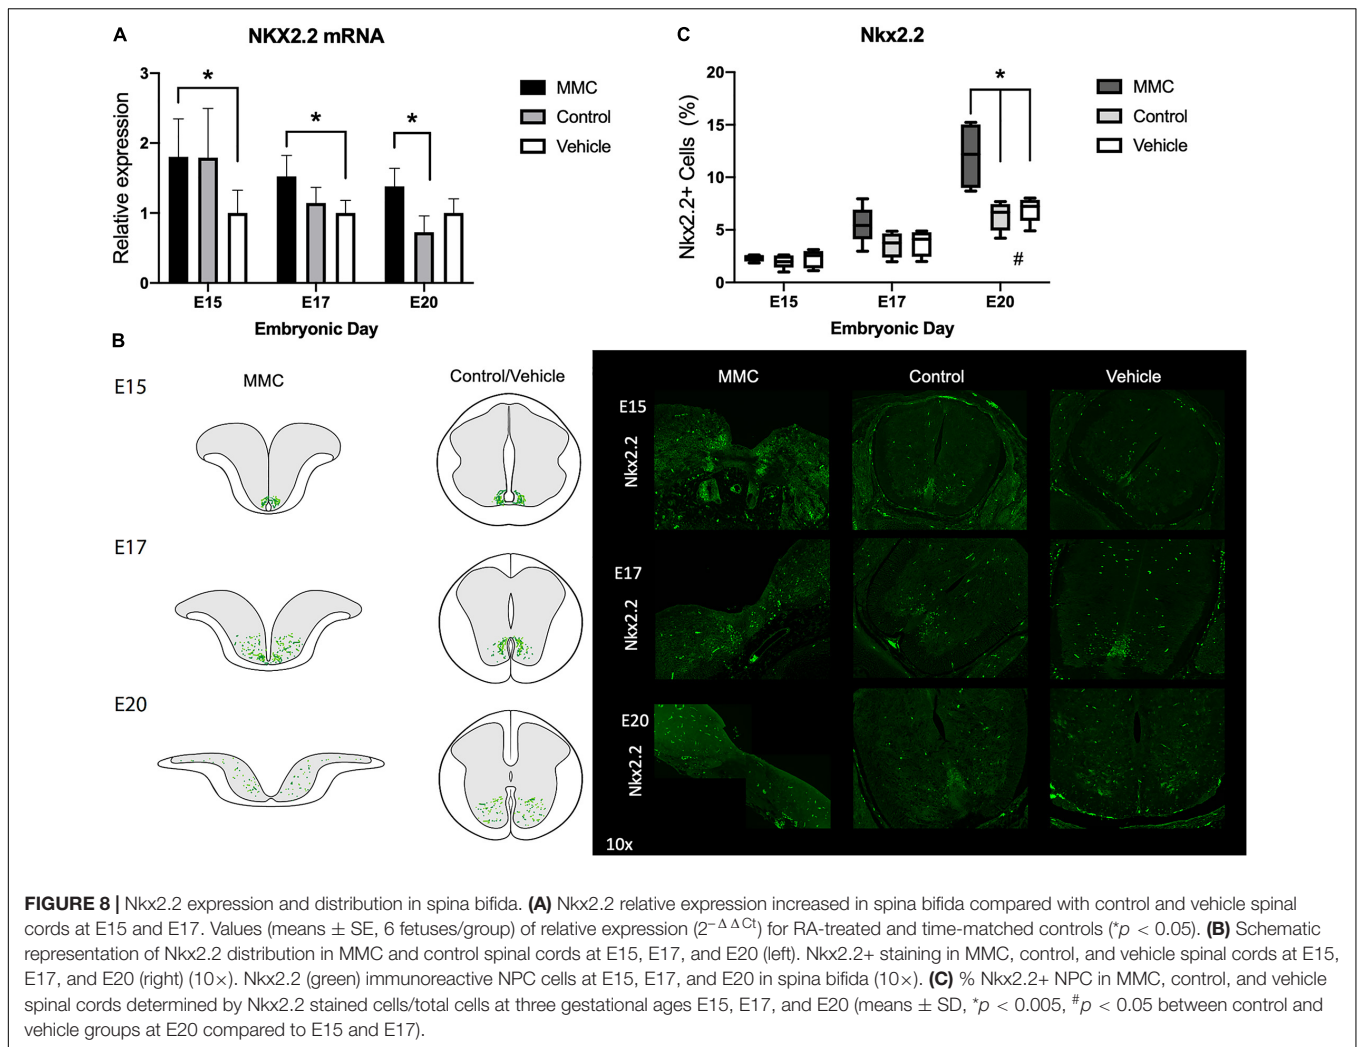 A
NKX2.2 mRNA
Relative expression
3
2
1
0
*
*
*
E15
E17
E20
Embryonic Day
MMC
Control
Vehicle
C
Nkx2.2
Nkx2.2+ Cells (%)
20
15
10
5
0
*
#
E15
E17
E20
Embryonic Day
MMC
Control
Vehicle
B
MMC
Control/Vehicle
E15
E17
E20
MMC
Control
Vehicle
E15
Nkx2.2
E17
Nkx2.2
E20
Nkx2.2
10x
FIGURE 8 | Nkx2.2 expression and distribution in spina bifida. (A) Nkx2.2 relative expression increased in spina bifida compared with control and vehicle spinal
cords at E15 and E17. Values (means ± SE, 6 fetuses/group) of relative expression (2−ΔΔCt) for RA-treated and time-matched controls (*p < 0.05). (B) Schematic
representation of Nkx2.2 distribution in MMC and control spinal cords at E15, E17, and E20 (left). Nkx2.2+ staining in MMC, control, and vehicle spinal cords at E15,
E17, and E20 (right) (10×). Nkx2.2 (green) immunoreactive NPC cells at E15, E17, and E20 in spina bifida (10×). (C) % Nkx2.2+ NPC in MMC, control, and vehicle
spinal cords determined by Nkx2.2 stained cells/total cells at three gestational ages E15, E17, and E20 (means ± SD, *p < 0.005, #p < 0.05 between control and
vehicle groups at E20 compared to E15 and E17).